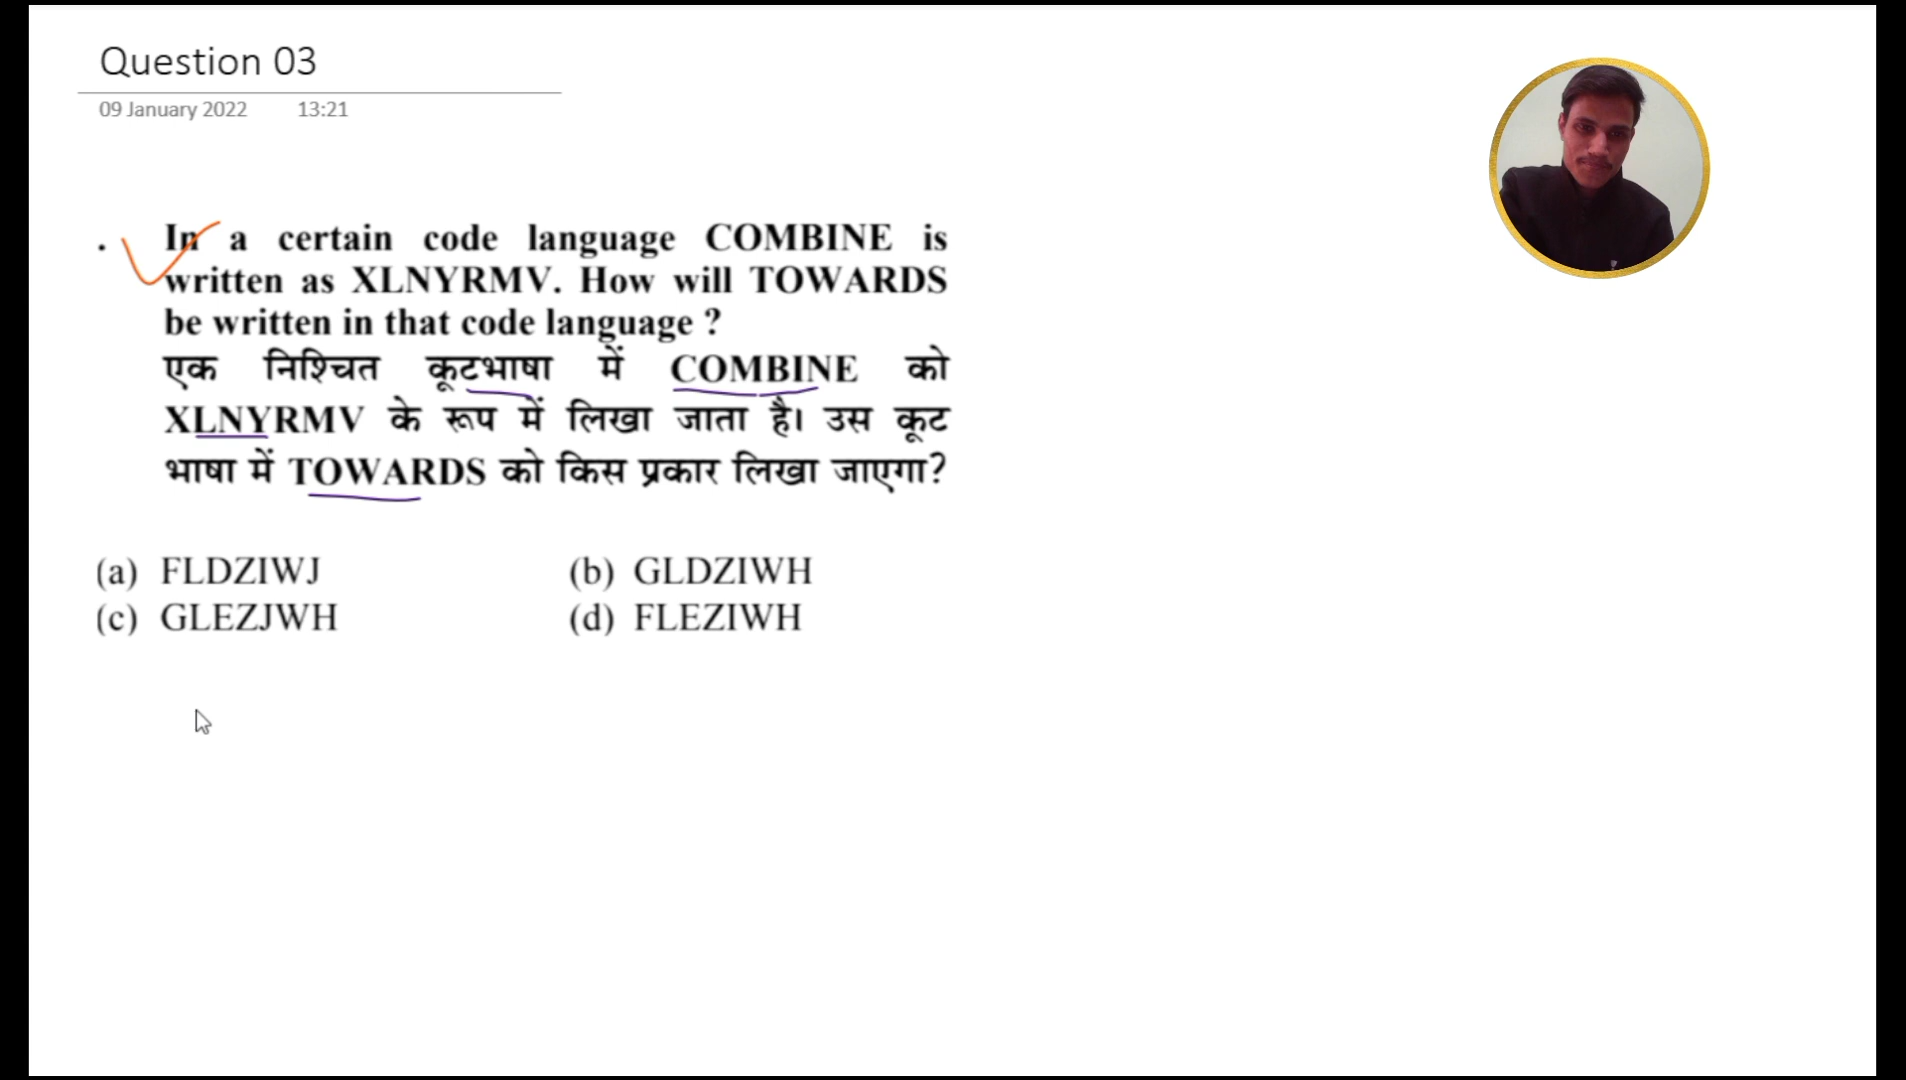 Question 03
09 January 2022 13:21
. In a certain code language COMBINE is
written as XLNYRMV. How will TOWARDS
be written in that code language ?
एक निश्चित कूटभाषा में COMBINE को
XLNYRMV के रूप में लिखा जाता है। उस कूट
भाषा में TOWARDS को किस प्रकार लिखा जाएगा?
(a) FLDZIWJ (b) GLDZIWH
(c) GLEZJWH (d) FLEZIWH